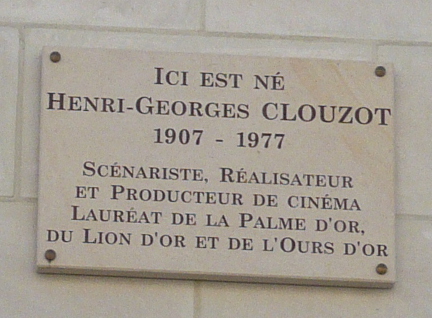 ICI EST NÉ
HENRI-GEORGES CLOUZOT
1907 - 1977
SCÉNARISTE, RÉALISATEUR
ET PRODUCTEUR DE CINÉMA
LAURÉAT DE LA PALME D'OR,
DU LION D'OR ET DE L'OURS D'OR